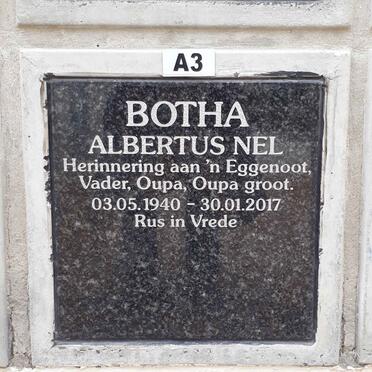 A3
BOTHA
ALBERTUS NEL
Herinnering aan 'n Eggenoot,
Vader, Oupa, Oupa groot.
03.05.1940 - 30.01.2017
Rus in Vrede